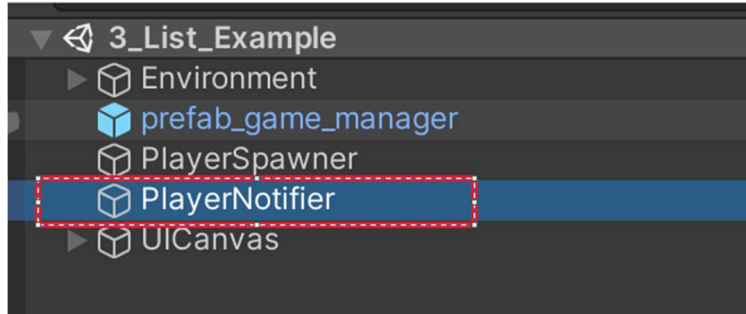 3_List_Example
Environment
prefab_game_manager
PlayerSpawner
PlayerNotifier
UICanvas